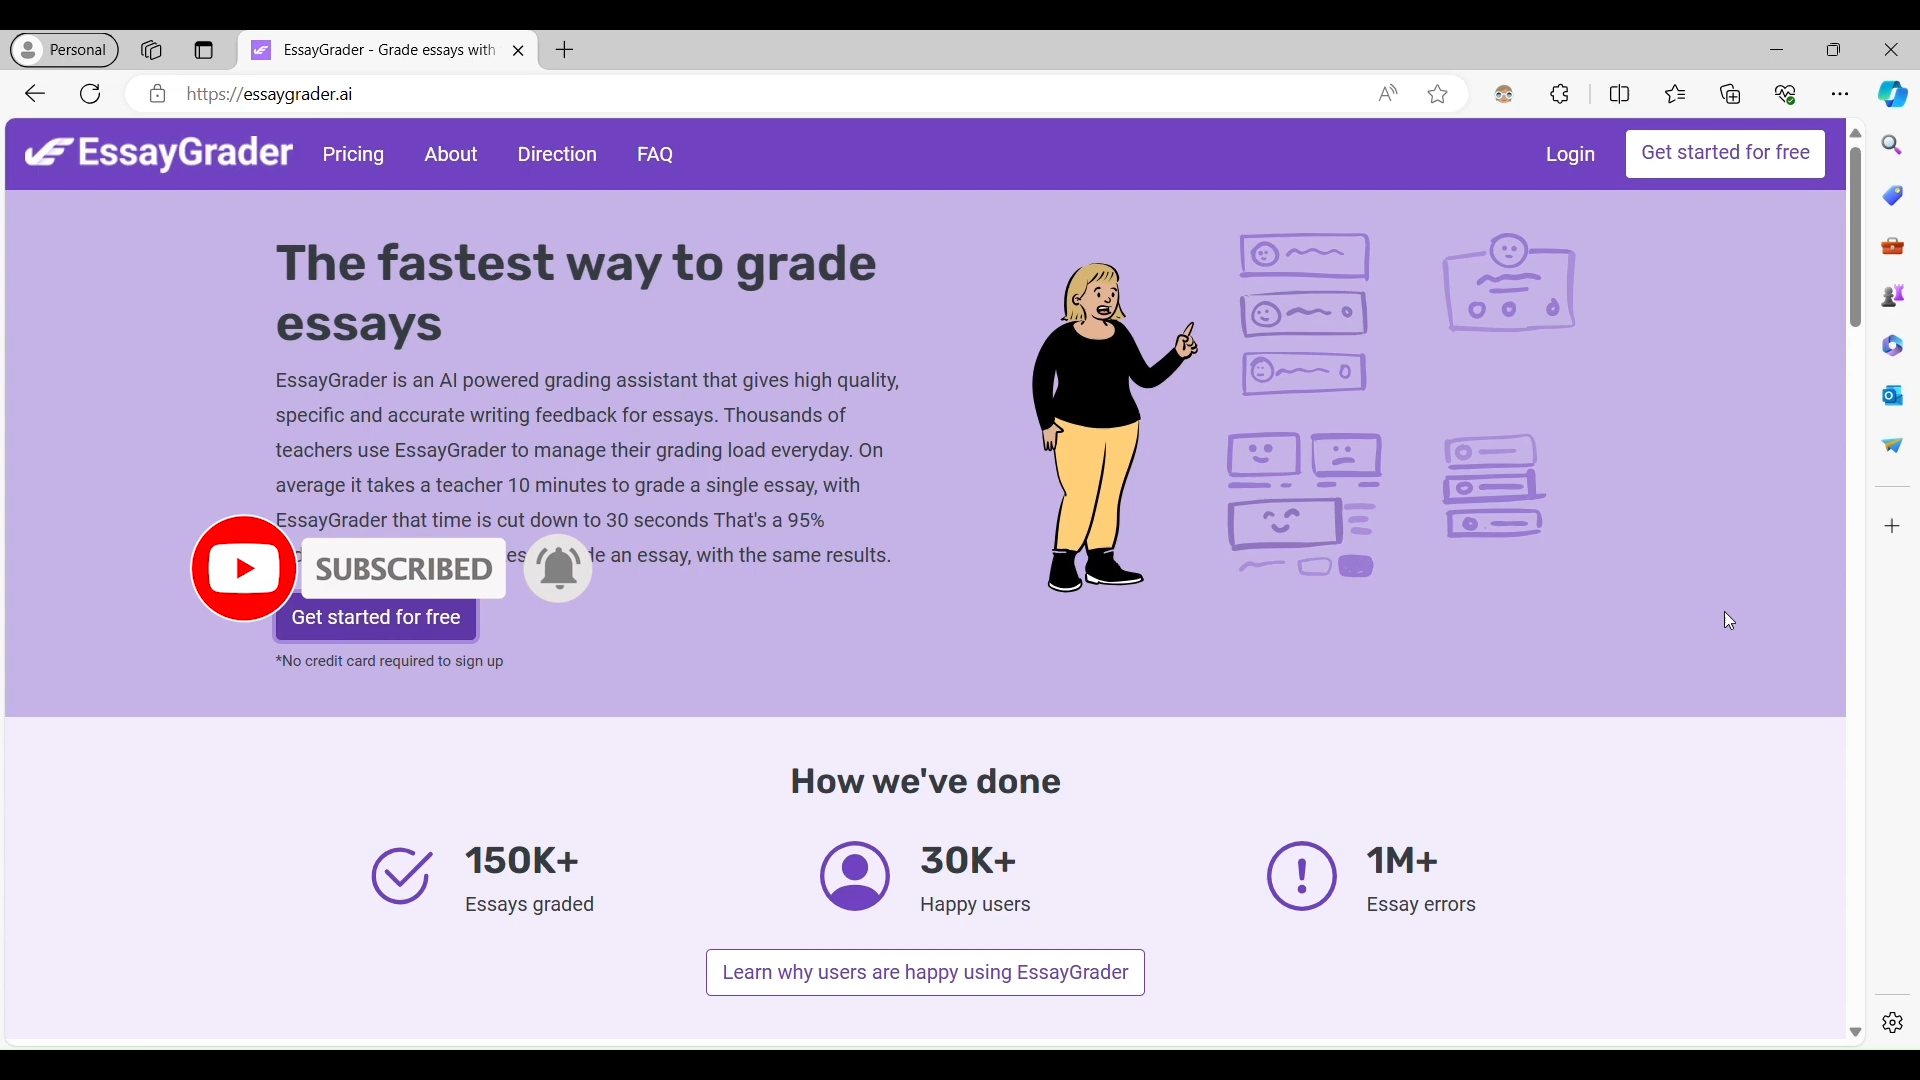 Personal
EssayGrader - Grade essays with
https://essaygrader.ai
EssayGrader
Pricing
About
Direction
FAQ
Login
Get started for free
The fastest way to grade
essays
EssayGrader is an AI powered grading assistant that gives high quality,
specific and accurate writing feedback for essays. Thousands of
teachers use EssayGrader to manage their grading load everyday. On
average it takes a teacher 10 minutes to grade a single essay, with
EssayGrader that time is cut down to 30 seconds That's a 95%
an essay, with the same results.
SUBSCRIBED
Get started for free
*No credit card required to sign up
How we've done
150K+
Essays graded
30K+
Happy users
1M+
Essay errors
Learn why users are happy using EssayGrader